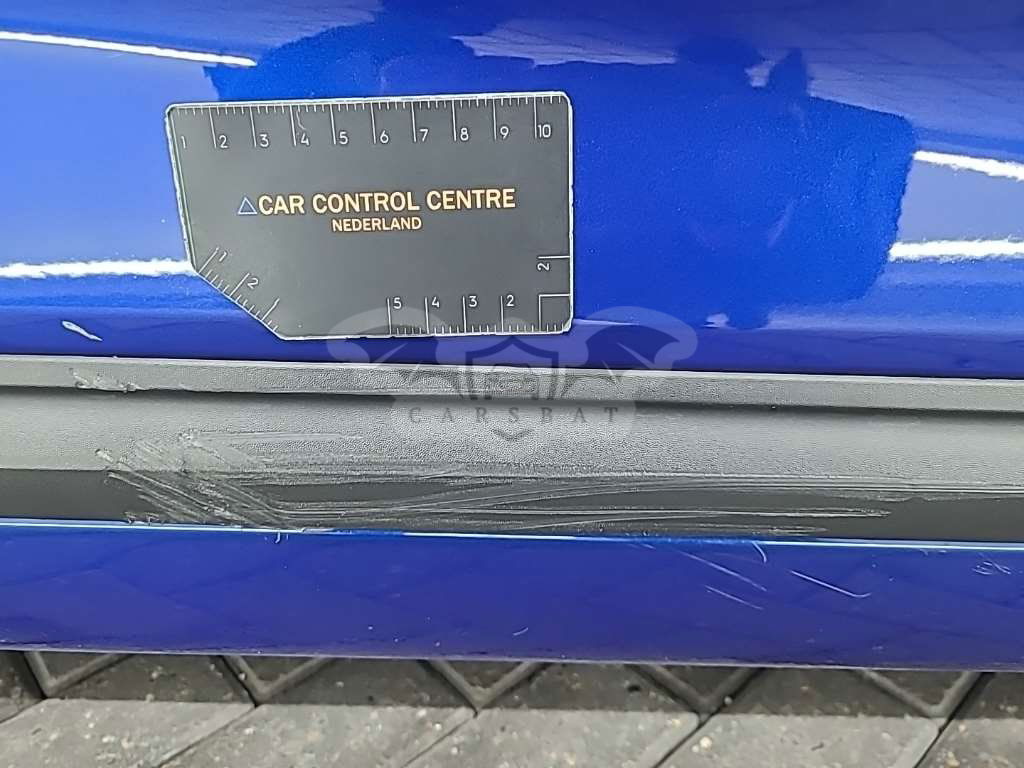 1 2 3 4 5 6 7 8 9 10
CAR CONTROL CENTRE
NEDERLAND
1 2
2
5 4 3 2
CARSBAT